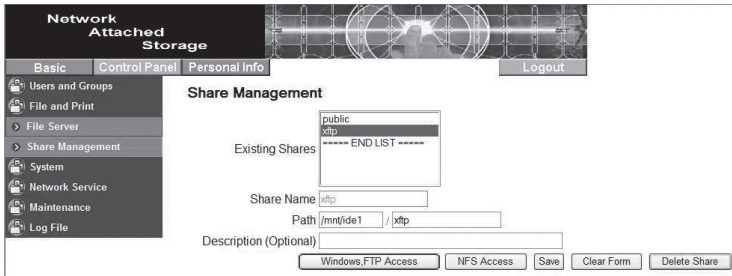 Network
Attached
Storage
Basic Control Panel Personal Info Logout
Users and Groups
File and Print
File Server
Share Management
System
Network Service
Maintenance
Log File
Share Management
Existing Shares
public
xftp
===== END LIST =====
Share Name xftp
Path /mnt/ide1 / xftp
Description (Optional)
Windows,FTP Access NFS Access Save Clear Form Delete Share